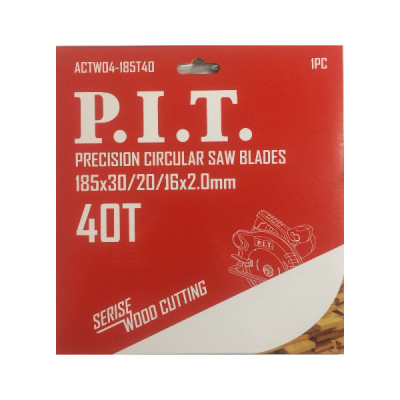 ACTW04-185T40
1PC
P.I.T.
PRECISION CIRCULAR SAW BLADES
185x30/20/16x2.0mm
40T
P.I.T.
SERISE
WOOD CUTTING